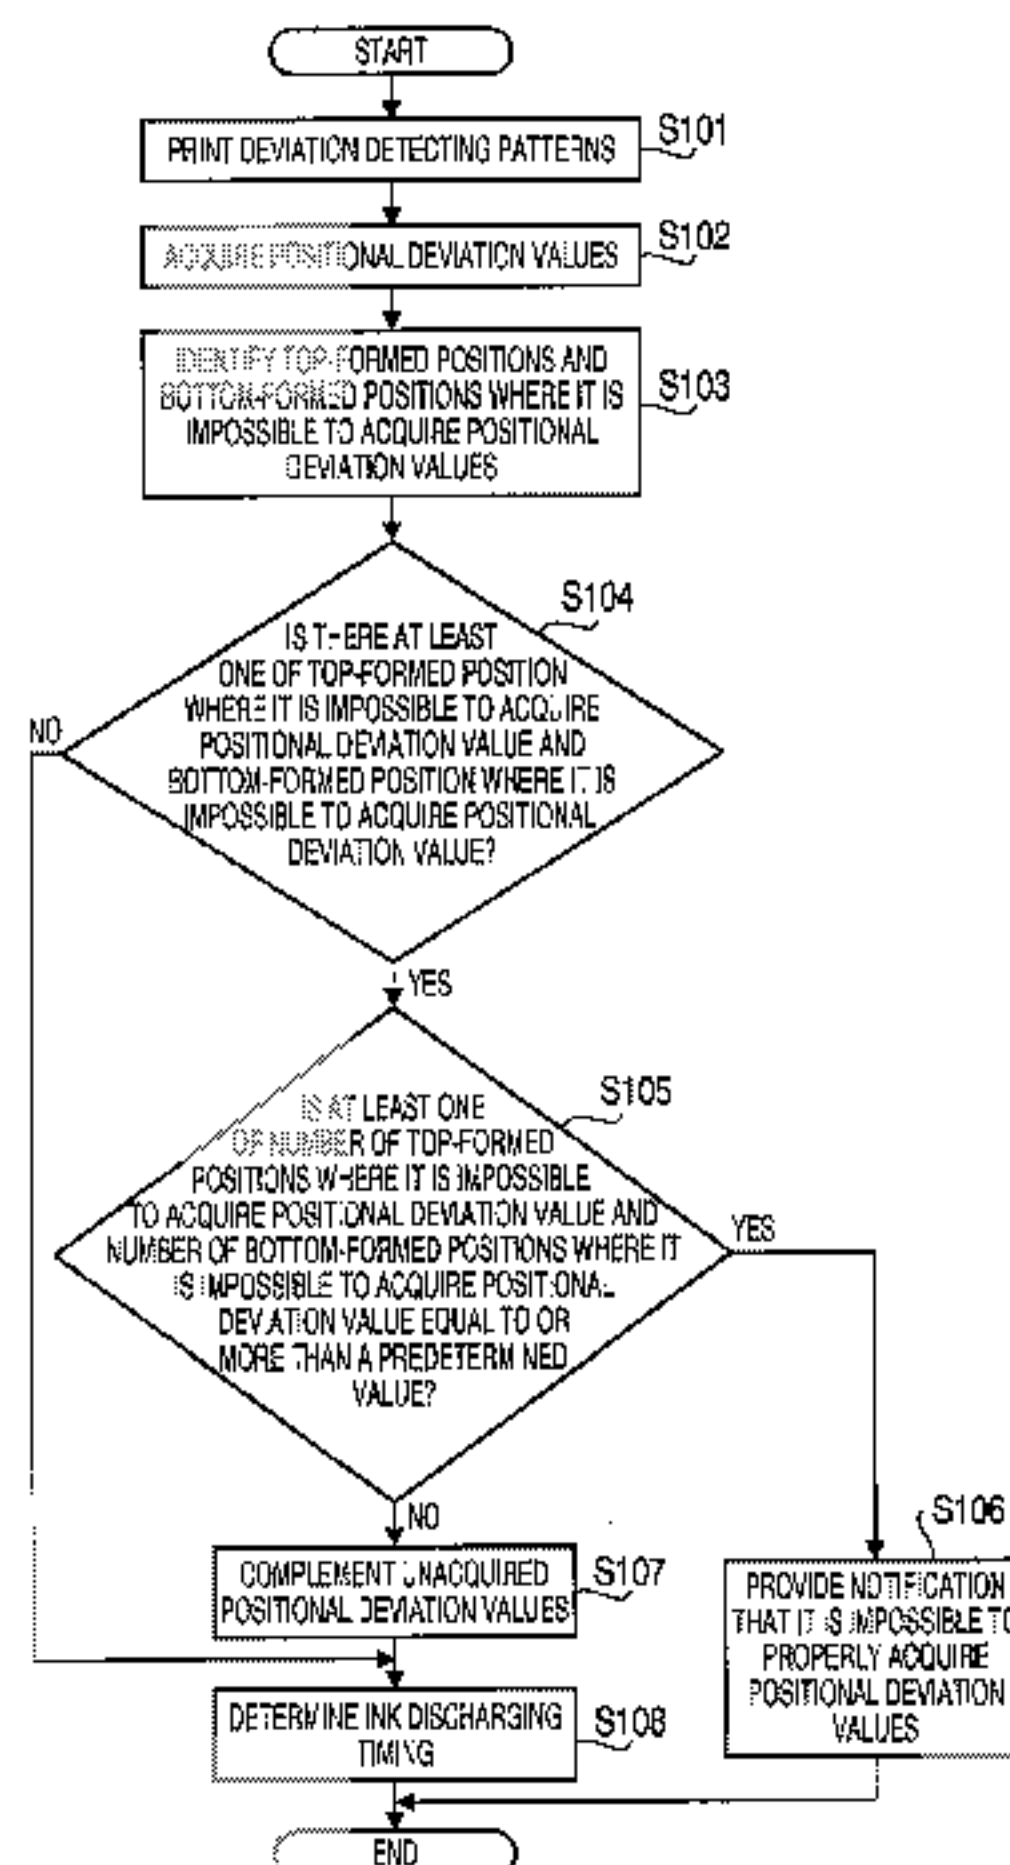 START
PRINT DEVIATION DETECTING PATTERNS
S101
ACQUIRE POSITIONAL DEVIATION VALUES
S102
IDENTIFY TOP-FORMED POSITIONS AND
BOTTOM-FORMED POSITIONS WHERE IT IS
IMPOSSIBLE TO ACQUIRE POSITIONAL
DEVIATION VALUES
S103
S104
IS THERE AT LEAST
ONE OF TOP-FORMED POSITION
WHERE IT IS IMPOSSIBLE TO ACQUIRE
POSITIONAL DEVIATION VALUE AND
BOTTOM-FORMED POSITION WHERE IT IS
IMPOSSIBLE TO ACQUIRE POSITIONAL
DEVIATION VALUE?
NO
YES
S105
IS AT LEAST ONE
OF NUMBER OF TOP-FORMED
POSITIONS WHERE IT IS IMPOSSIBLE
TO ACQUIRE POSITIONAL DEVIATION VALUE AND
NUMBER OF BOTTOM-FORMED POSITIONS WHERE IT
IS IMPOSSIBLE TO ACQUIRE POSITIONAL
DEVIATION VALUE EQUAL TO OR
MORE THAN A PREDETERMINED
VALUE?
YES
NO
S106
PROVIDE NOTIFICATION
THAT IT IS IMPOSSIBLE TO
PROPERLY ACQUIRE
POSITIONAL DEVIATION
VALUES
COMPLEMENT UNACQUIRED
POSITIONAL DEVIATION VALUES
S107
DETERMINE INK DISCHARGING
TIMING
S108
END